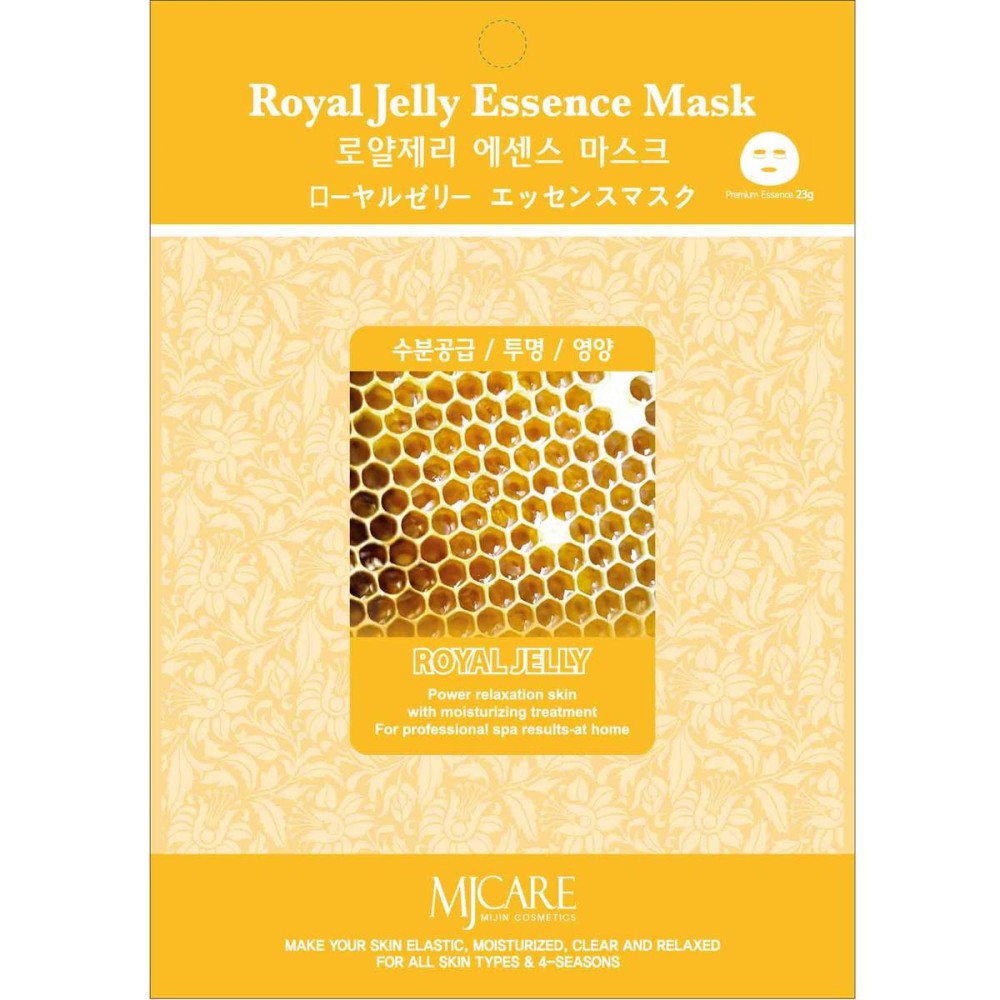 Royal Jelly Essence Mask
로얄제리 에센스 마스크
ローヤルゼリー エッセンスマスク
Premium Essence 23g
수분공급 / 투명 / 영양
ROYAL JELLY
Power relaxation skin
with moisturizing treatment
For professional spa results-at home
MJCARE
MIJIN COSMETICS
MAKE YOUR SKIN ELASTIC, MOISTURIZED, CLEAR AND RELAXED
FOR ALL SKIN TYPES & 4-SEASONS